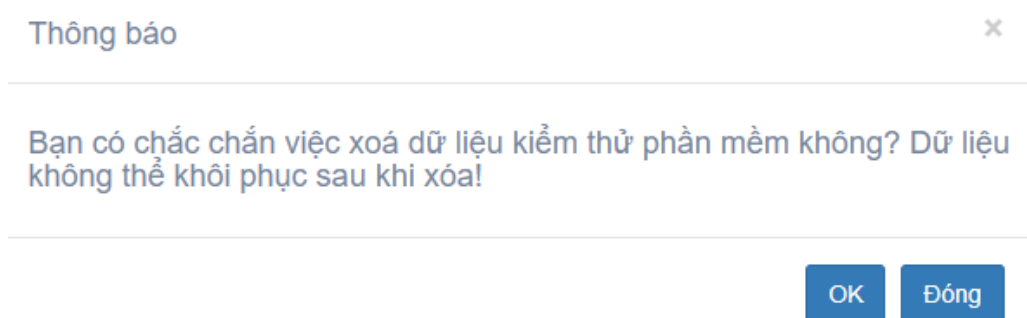 Thông báo ×
Bạn có chắc chắn việc xoá dữ liệu kiểm thử phần mềm không? Dữ liệu
không thể khôi phục sau khi xóa!
OK Đóng